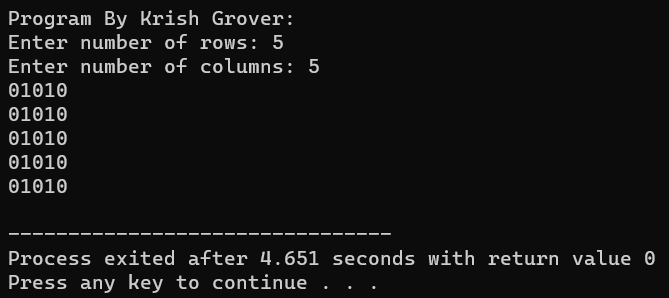 Program By Krish Grover:
Enter number of rows: 5
Enter number of columns: 5
01010
01010
01010
01010
01010
--------------------------------
Process exited after 4.651 seconds with return value 0
Press any key to continue . . .